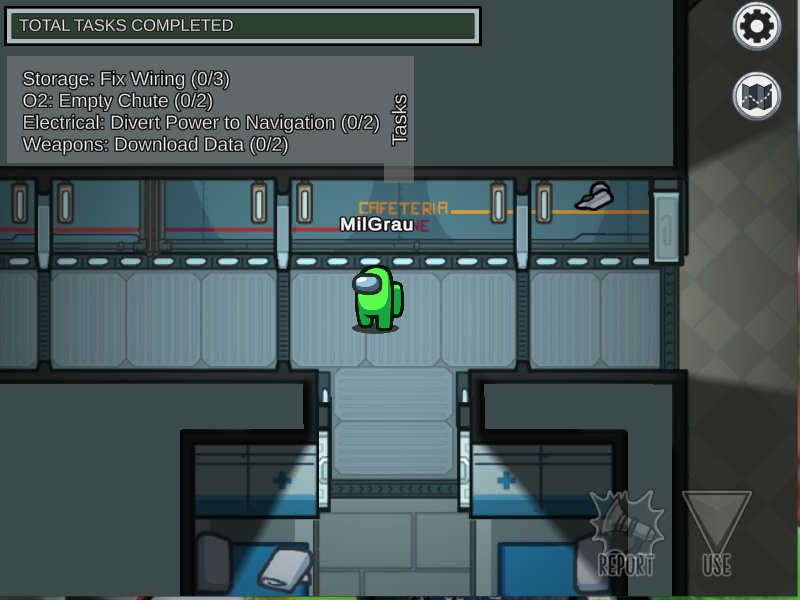 TOTAL TASKS COMPLETED
Storage: Fix Wiring (0/3)
O2: Empty Chute (0/2)
Electrical: Divert Power to Navigation (0/2)
Weapons: Download Data (0/2)
Tasks
CAFETERIA
MilGrau
REPORT
USE